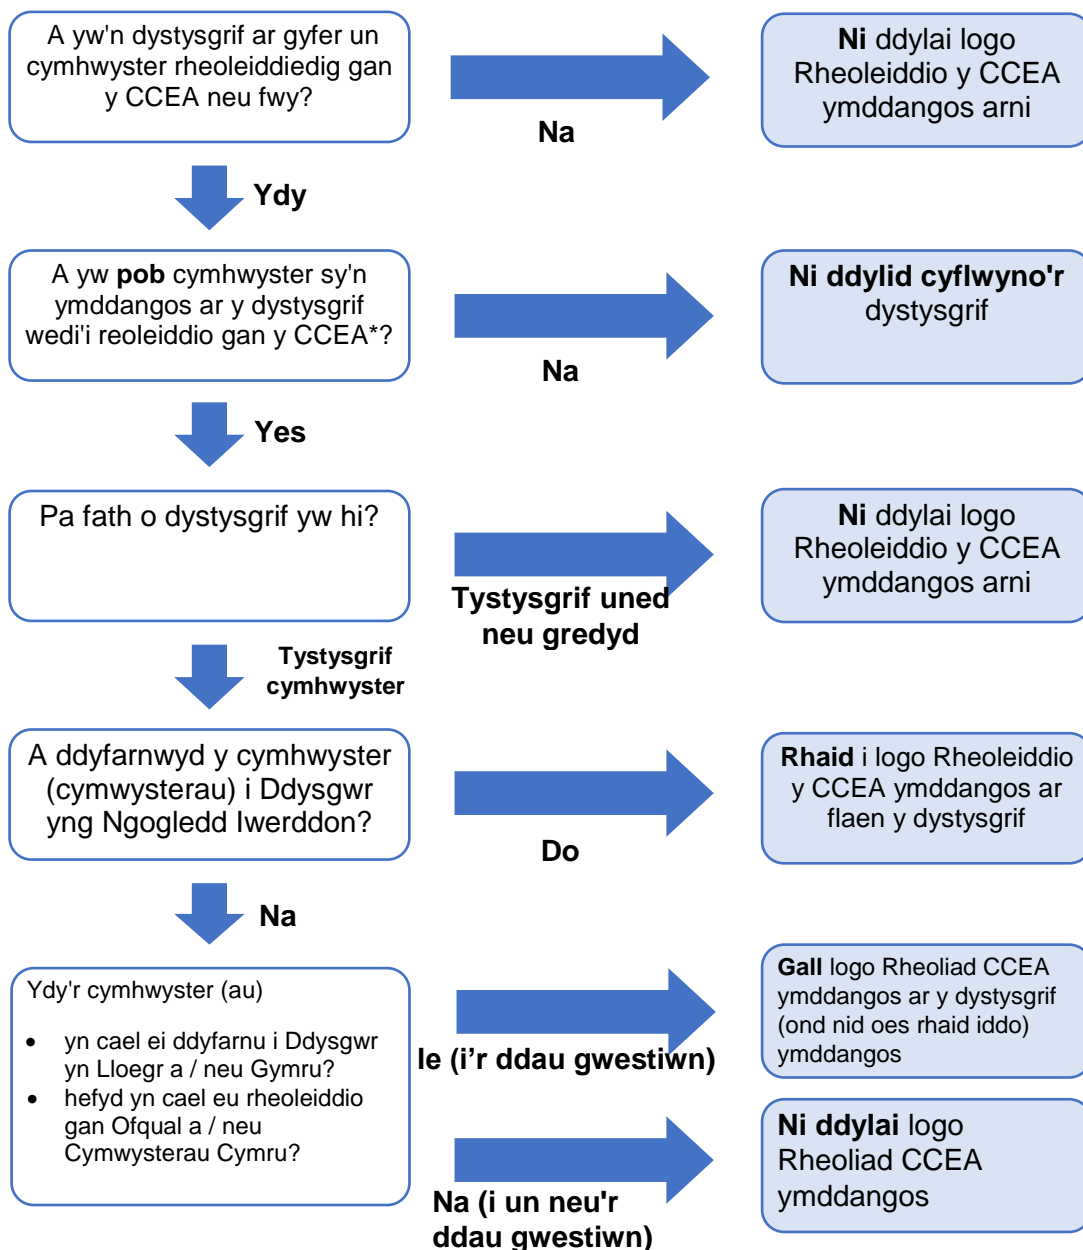 A yw'n dystysgrif ar gyfer un
cymhwyster rheoleiddiedig gan
y CCEA neu fwy?
Na
Ni ddylai logo
Rheoleiddio y CCEA
ymddangos arni
Ydy
A yw pob cymhwyster sy'n
ymddangos ar y dystysgrif
wedi'i reoleiddio gan y CCEA*?
Na
Ni ddylid cyflwyno'r
dystysgrif
Yes
Pa fath o dystysgrif yw hi?
Tystysgrif uned
neu gredyd
Ni ddylai logo
Rheoleiddio y CCEA
ymddangos arni
Tystysgrif
cymhwyster
A ddyfarnwyd y cymhwyster
(cymwysterau) i Ddysgwr
yng Ngogledd Iwerddon?
Do
Rhaid i logo Rheoleiddio
y CCEA ymddangos ar
flaen y dystysgrif
Na
Ydy'r cymhwyster (au)
• yn cael ei ddyfarnu i Ddysgwr
yn Lloegr a / neu Gymru?
• hefyd yn cael eu rheoleiddio
gan Ofqual a / neu
Cymwysterau Cymru?
Ie (i'r ddau gwestiwn)
Gall logo Rheoliad CCEA
ymddangos ar y dystysgrif
(ond nid oes rhaid iddo)
ymddangos
Na (i un neu'r
ddau gwestiwn)
Ni ddylai logo
Rheoliad CCEA
ymddangos